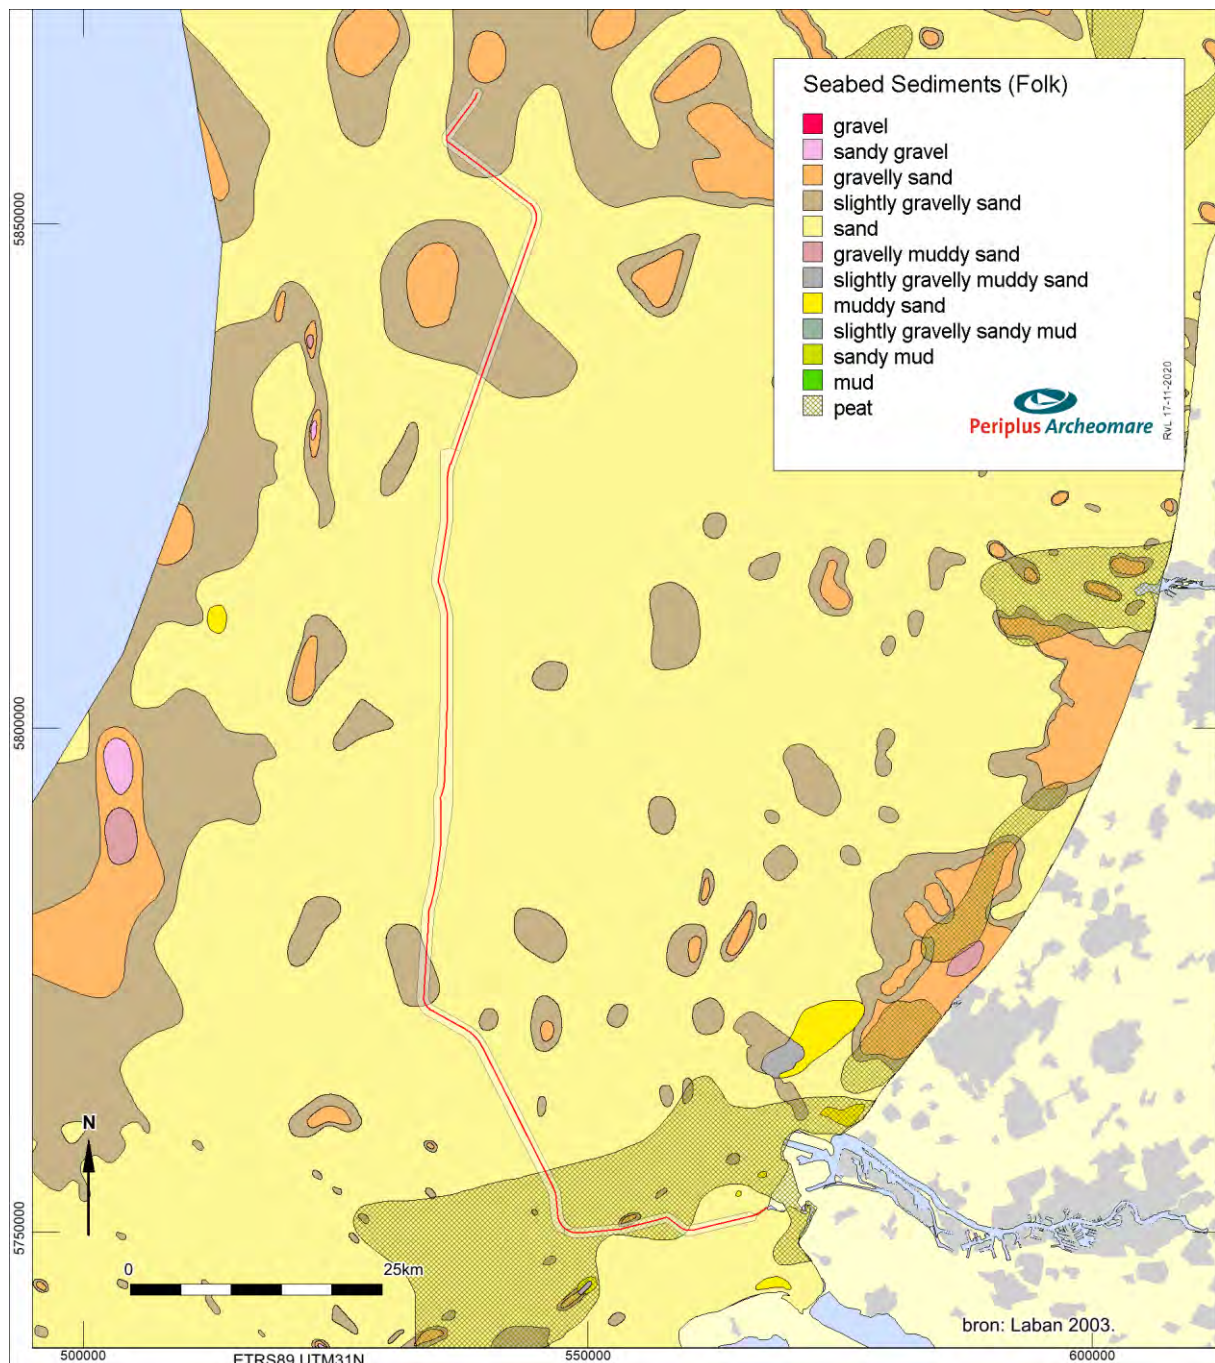 Seabed Sediments (Folk)
gravel
sandy gravel
gravelly sand
slightly gravelly sand
sand
gravelly muddy sand
slightly gravelly muddy sand
muddy sand
slightly gravelly sandy mud
sandy mud
mud
peat
Periplus Archeomare
RvL 17-11-2020
5850000
5800000
5750000
N
0
25km
bron: Laban 2003.
500000
ETRS89 UTM31N
550000
600000